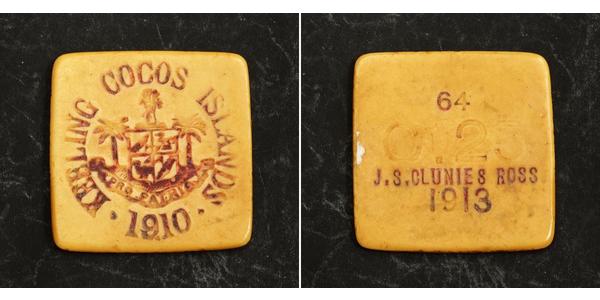 KEELING COCOS ISLANDS
PRO PATRIA
· 1910 ·
64
0.25
J.S.CLUNIES ROSS
1913